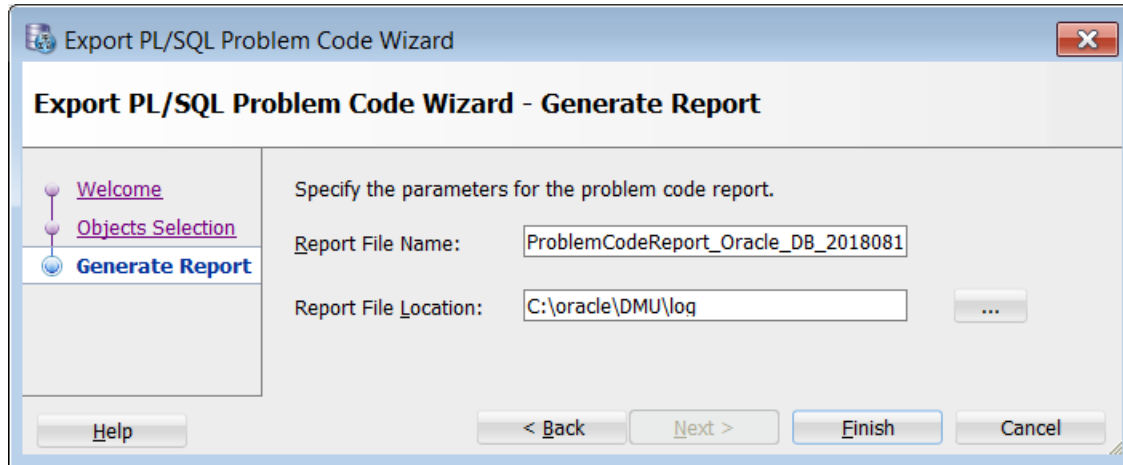 Export PL/SQL Problem Code Wizard
Export PL/SQL Problem Code Wizard - Generate Report
Welcome
Objects Selection
Generate Report
Specify the parameters for the problem code report.
Report File Name: ProblemCodeReport_Oracle_DB_2018081
Report File Location: C:\oracle\DMU\log ...
Help < Back Next > Finish Cancel